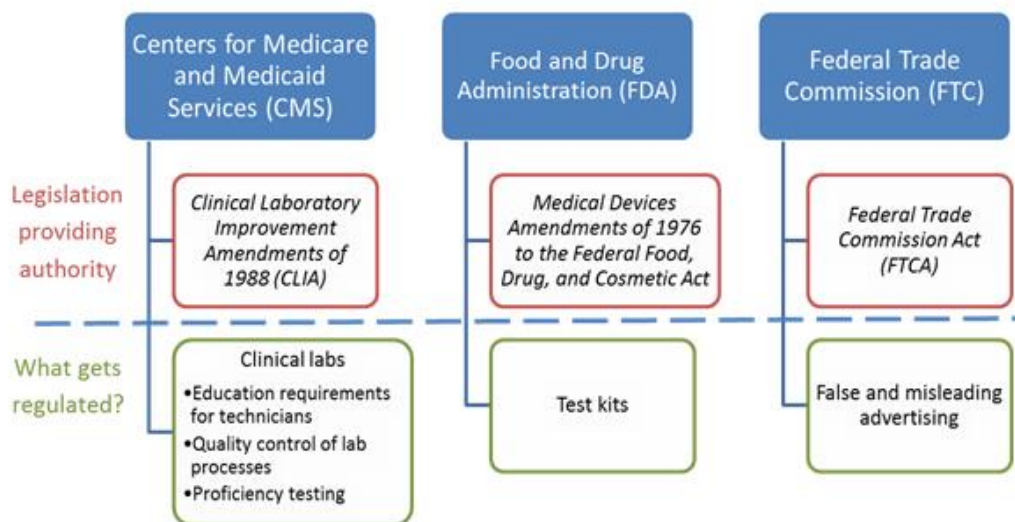 Centers for Medicare
and Medicaid
Services (CMS)
Food and Drug
Administration (FDA)
Federal Trade
Commission (FTC)
Legislation
providing
authority
Clinical Laboratory
Improvement
Amendments of
1988 (CLIA)
Medical Devices
Amendments of 1976
to the Federal Food,
Drug, and Cosmetic Act
Federal Trade
Commission Act
(FTCA)
What gets
regulated?
Clinical labs
•Education requirements
for technicians
•Quality control of lab
processes
•Proficiency testing
Test kits
False and misleading
advertising